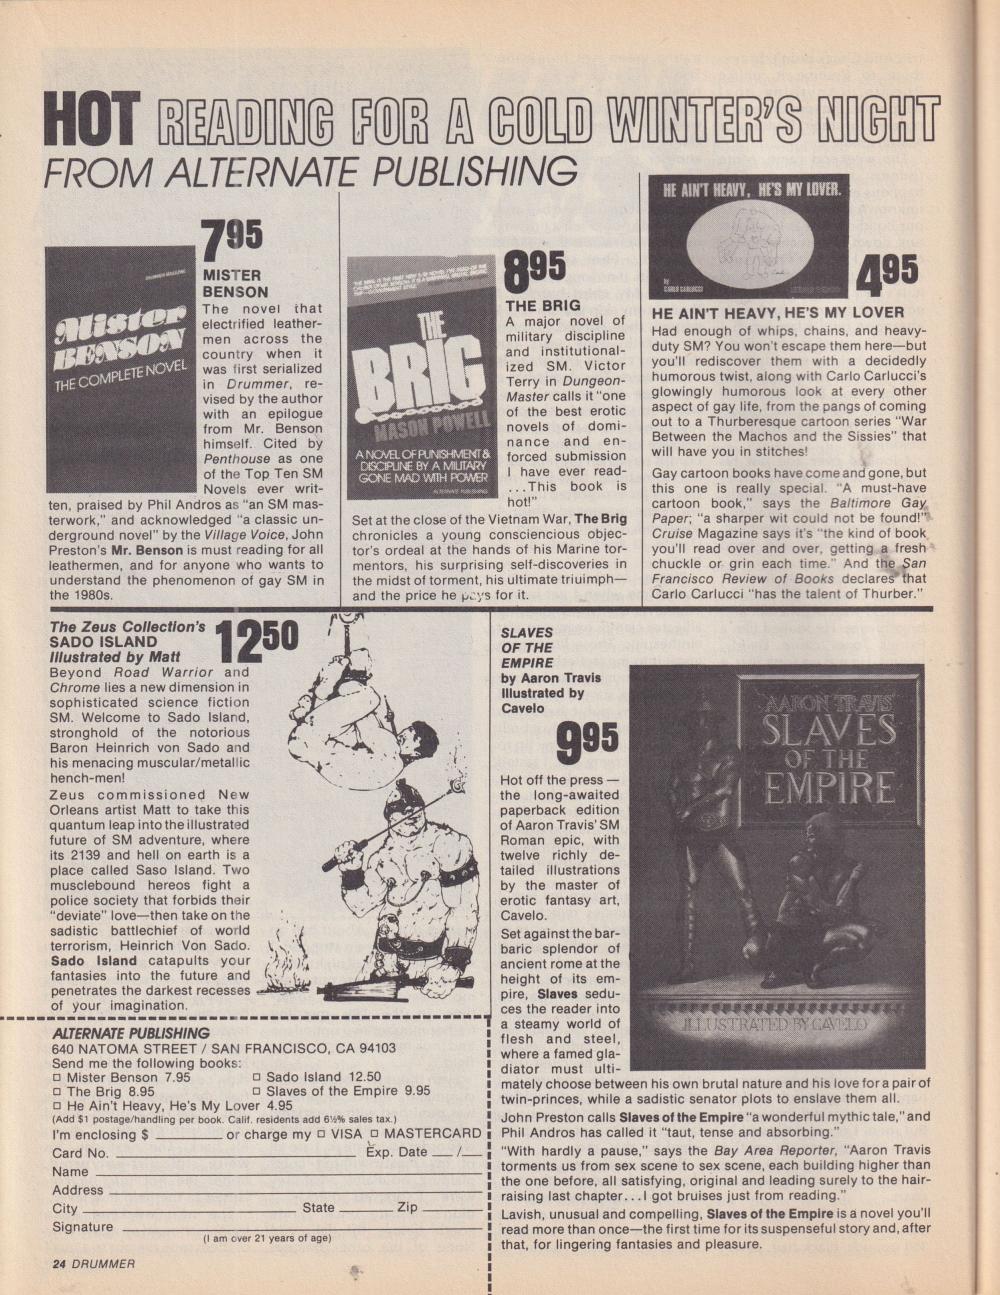 HOT READING FOR A COLD WINTER'S NIGHT
FROM ALTERNATE PUBLISHING
DRUMMER MAGAZINE
Mister
BENSON
THE COMPLETE NOVEL
795
MISTER
BENSON
The novel that
electrified leather-
men across the
country when it
was first serialized
in Drummer, re-
vised by the author
with an epilogue
from Mr. Benson
himself. Cited by
Penthouse as one
of the Top Ten SM
Novels ever writ-
ten, praised by Phil Andros as "an SM mas-
terwork," and acknowledged "a classic un-
derground novel" by the Village Voice, John
Preston's Mr. Benson is must reading for all
leathermen, and for anyone who wants to
understand the phenomenon of gay SM in
the 1980s.
THE
BRIG
MASON POWELL
A NOVEL OF PUNISHMENT &
DISCIPLINE BY A MILITARY
GONE MAD WITH POWER
ALTERNATE PUBLISHING
895
THE BRIG
A major novel of
military discipline
and institutional-
ized SM. Victor
Terry in Dungeon-
Master calls it "one
of the best erotic
novels of domi-
nance and en-
forced submission
I have ever read-
...This book is
hot!"
Set at the close of the Vietnam War, The Brig
chronicles a young consciencious objec-
tor's ordeal at the hands of his Marine tor-
mentors, his surprising self-discoveries in
the midst of torment, his ultimate triuimph—
and the price he pays for it.
HE AIN'T HEAVY, HE'S MY LOVER.
by
CARLO CARLUCCI
495
HE AIN'T HEAVY, HE'S MY LOVER
Had enough of whips, chains, and heavy-
duty SM? You won't escape them here—but
you'll rediscover them with a decidedly
humorous twist, along with Carlo Carlucci's
glowingly humorous look at every other
aspect of gay life, from the pangs of coming
out to a Thurberesque cartoon series "War
Between the Machos and the Sissies" that
will have you in stitches!
Gay cartoon books have come and gone, but
this one is really special. "A must-have
cartoon book," says the Baltimore Gay
Paper; "a sharper wit could not be found!"
Cruise Magazine says it's "the kind of book
you'll read over and over, getting a fresh
chuckle or grin each time." And the San
Francisco Review of Books declares that
Carlo Carlucci "has the talent of Thurber."
The Zeus Collection's
SADO ISLAND
Illustrated by Matt
1250
Beyond Road Warrior and
Chrome lies a new dimension in
sophisticated science fiction
SM. Welcome to Sado Island,
stronghold of the notorious
Baron Heinrich von Sado and
his menacing muscular/metallic
hench-men!
Zeus commissioned New
Orleans artist Matt to take this
quantum leap into the illustrated
future of SM adventure, where
its 2139 and hell on earth is a
place called Saso Island. Two
musclebound hereos fight a
police society that forbids their
"deviate" love—then take on the
sadistic battlechief of world
terrorism, Heinrich Von Sado.
Sado Island catapults your
fantasies into the future and
penetrates the darkest recesses
of your imagination.
SLAVES
OF THE
EMPIRE
by Aaron Travis
Illustrated by
Cavelo
995
Hot off the press —
the long-awaited
paperback edition
of Aaron Travis' SM
Roman epic, with
twelve richly de-
tailed illustrations
by the master of
erotic fantasy art,
Cavelo.
Set against the bar-
baric splendor of
ancient rome at the
height of its em-
pire, Slaves sedu-
ces the reader into
a steamy world of
flesh and steel,
where a famed gla-
diator must ulti-
mately choose between his own brutal nature and his love for a pair of
twin-princes, while a sadistic senator plots to enslave them all.
John Preston calls Slaves of the Empire "a wonderful mythic tale," and
Phil Andros has called it "taut, tense and absorbing."
"With hardly a pause," says the Bay Area Reporter, "Aaron Travis
torments us from sex scene to sex scene, each building higher than
the one before, all satisfying, original and leading surely to the hair-
raising last chapter...I got bruises just from reading."
Lavish, unusual and compelling, Slaves of the Empire is a novel you'll
read more than once—the first time for its suspenseful story and, after
that, for lingering fantasies and pleasure.
AARON TRAVIS'
SLAVES
OF THE
EMPIRE
ILLUSTRATED BY CAVELO
ALTERNATE PUBLISHING
640 NATOMA STREET / SAN FRANCISCO, CA 94103
Send me the following books:
□ Mister Benson 7.95 □ Sado Island 12.50
□ The Brig 8.95 □ Slaves of the Empire 9.95
□ He Ain't Heavy, He's My Lover 4.95
(Add $1 postage/handling per book. Calif. residents add 6½% sales tax.)
I'm enclosing $ ________ or charge my □ VISA □ MASTERCARD
Card No. ________ Exp. Date __/__
Name ________
Address ________
City ________ State ____ Zip ________
Signature ________
(I am over 21 years of age)
24 DRUMMER